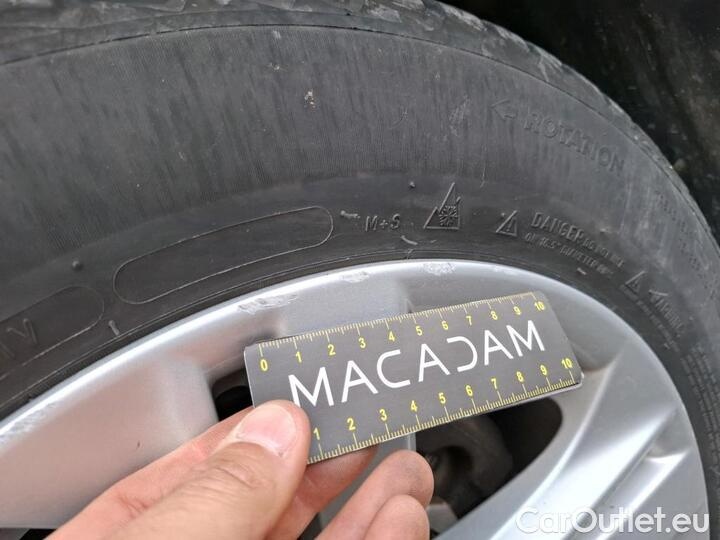 ROTATION
M+S
DANGER
0 1 2 3 4 5 6 7 8 9 10
MACADAM
1 2 3 4 5 6 7 8 9 10
CarOutlet.eu